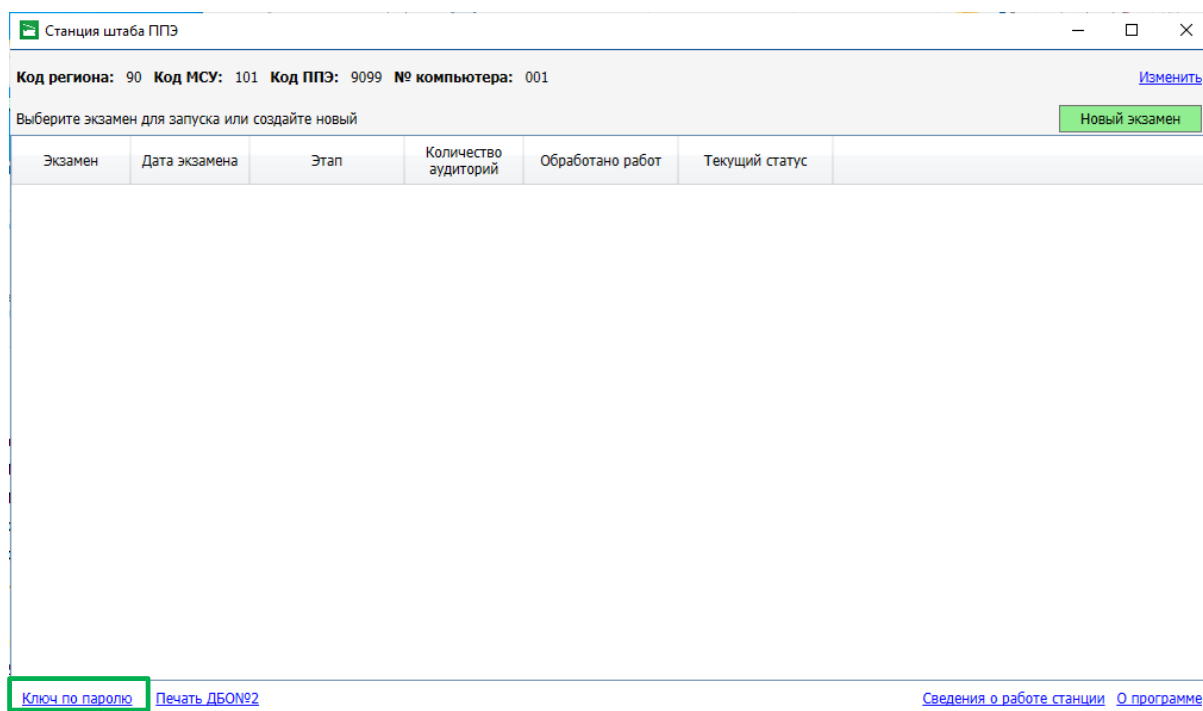 Станция штаба ППЭ
Код региона: 90 Код МСУ: 101 Код ППЭ: 9099 № компьютера: 001
Изменить
Выберите экзамен для запуска или создайте новый
Новый экзамен
Экзамен
Дата экзамена
Этап
Количество
аудиторий
Обработано работ
Текущий статус
Ключ по паролю
Печать ДБО№2
Сведения о работе станции
О программе